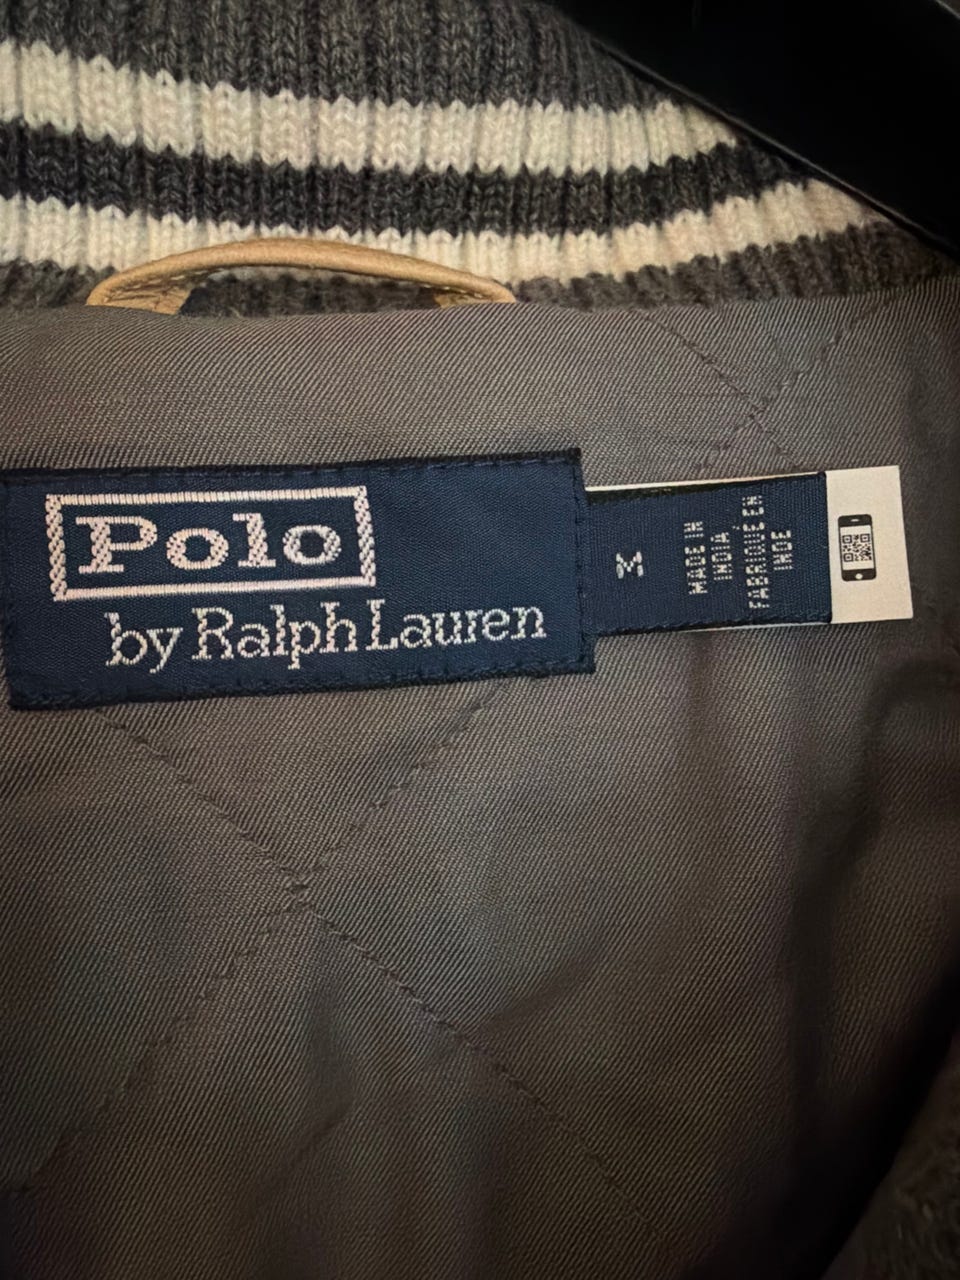 Polo
by Ralph Lauren
M
MADE IN
INDIA
FABRIQUÉ EN
INDE